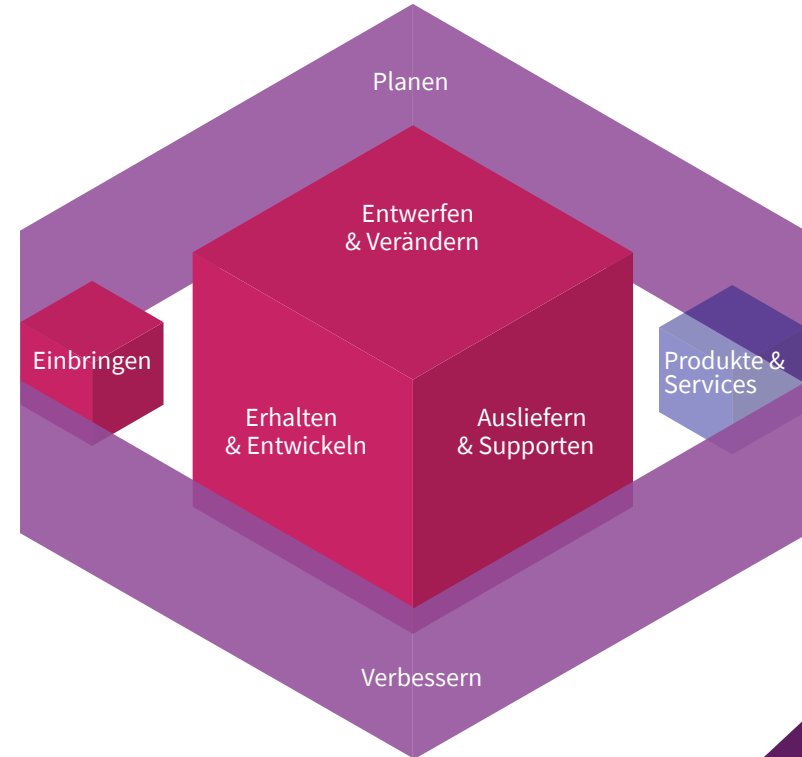 Planen
Entwerfen
& Verändern
Einbringen
Produkte &
Services
Erhalten
& Entwickeln
Ausliefern
& Supporten
Verbessern